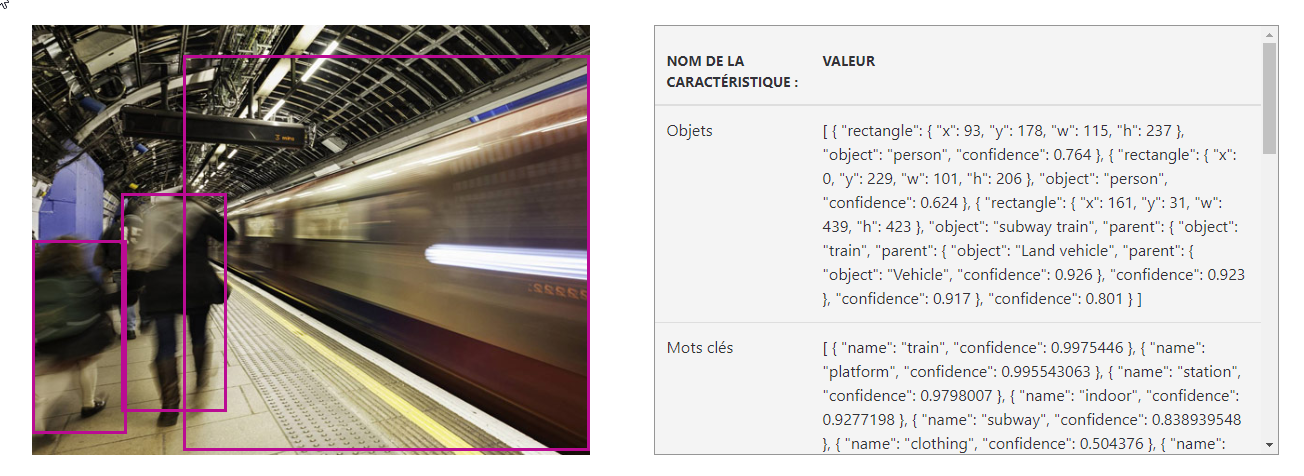 NOM DE LA
CARACTÉRISTIQUE :
VALEUR
Objets
[ { "rectangle": { "x": 93, "y": 178, "w": 115, "h": 237 },
"object": "person", "confidence": 0.764 }, { "rectangle": { "x":
0, "y": 229, "w": 101, "h": 206 }, "object": "person",
"confidence": 0.624 }, { "rectangle": { "x": 161, "y": 31, "w":
439, "h": 423 }, "object": "subway train", "parent": { "object":
"train", "parent": { "object": "Land vehicle", "parent": {
"object": "Vehicle", "confidence": 0.926 }, "confidence": 0.923
}, "confidence": 0.917 }, "confidence": 0.801 } ]
Mots clés
[ { "name": "train", "confidence": 0.9975446 }, { "name":
"platform", "confidence": 0.995543063 }, { "name": "station",
"confidence": 0.9798007 }, { "name": "indoor", "confidence":
0.9277198 }, { "name": "subway", "confidence": 0.838939548
}, { "name": "clothing", "confidence": 0.504376 }, { "name":